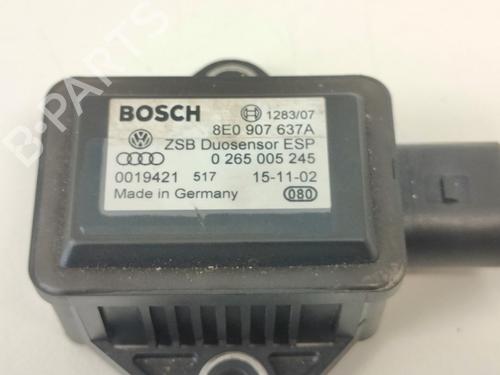 B-PARTS
BOSCH 1283/07
8E0 907 637A
ZSB Duosensor ESP
0 265 005 245
0019421 517 15-11-02
Made in Germany 080